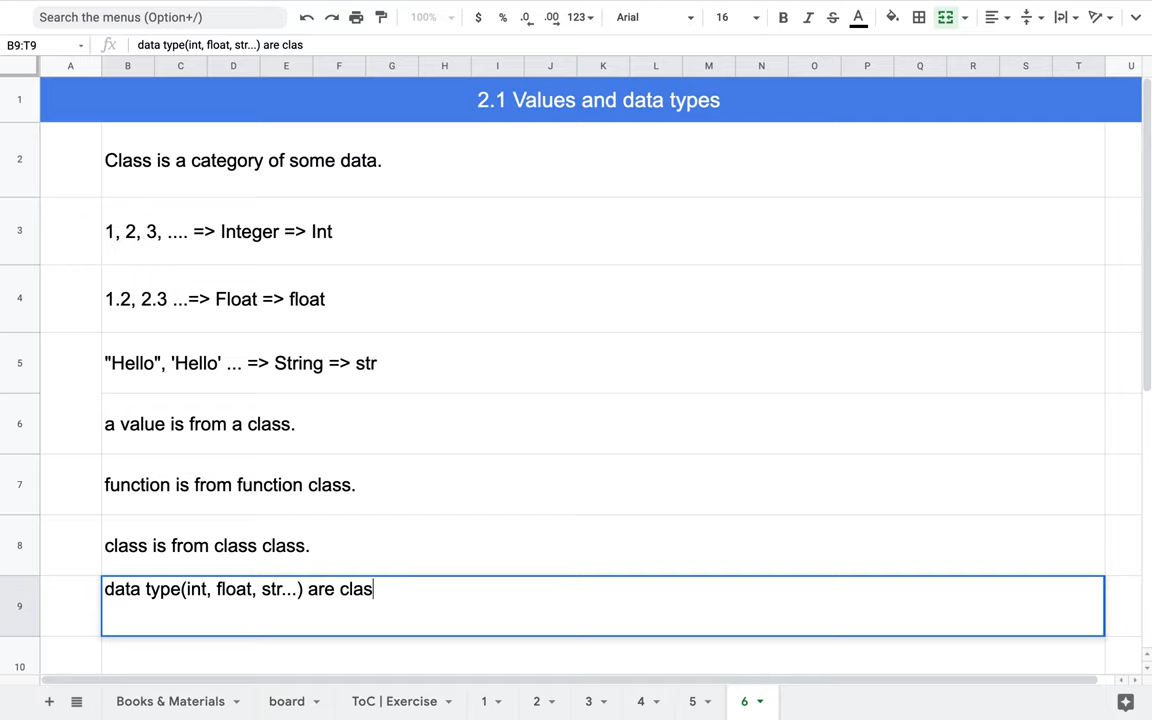 Search the menus (Option+/) 100% $ % .0 .00 123 Arial 16 B I S A
B9:T9 fx data type(int, float, str...) are clas
A B C D E F G H I J K L M N O P Q R S T U
1 2.1 Values and data types
2 Class is a category of some data.
3 1, 2, 3, .... => Integer => Int
4 1.2, 2.3 ...=> Float => float
5 "Hello", 'Hello' ... => String => str
6 a value is from a class.
7 function is from function class.
8 class is from class class.
9 data type(int, float, str...) are clas
10
+ Books & Materials board ToC | Exercise 1 2 3 4 5 6